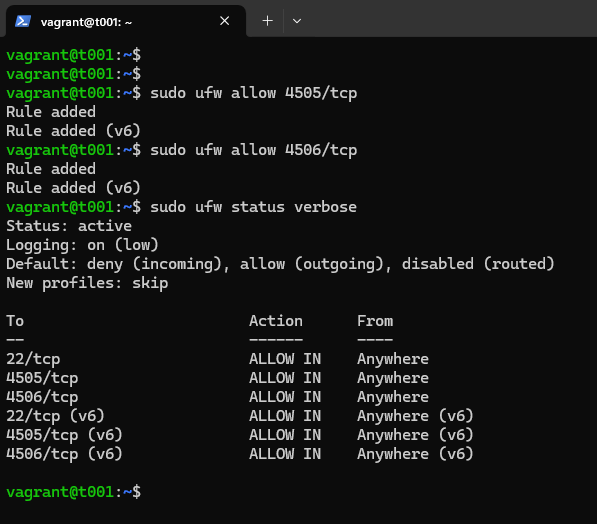 vagrant@t001: ~
vagrant@t001:~$
vagrant@t001:~$
vagrant@t001:~$ sudo ufw allow 4505/tcp
Rule added
Rule added (v6)
vagrant@t001:~$ sudo ufw allow 4506/tcp
Rule added
Rule added (v6)
vagrant@t001:~$ sudo ufw status verbose
Status: active
Logging: on (low)
Default: deny (incoming), allow (outgoing), disabled (routed)
New profiles: skip
To                         Action      From
--                         ------      ----
22/tcp                     ALLOW IN    Anywhere
4505/tcp                   ALLOW IN    Anywhere
4506/tcp                   ALLOW IN    Anywhere
22/tcp (v6)                ALLOW IN    Anywhere (v6)
4505/tcp (v6)              ALLOW IN    Anywhere (v6)
4506/tcp (v6)              ALLOW IN    Anywhere (v6)
vagrant@t001:~$